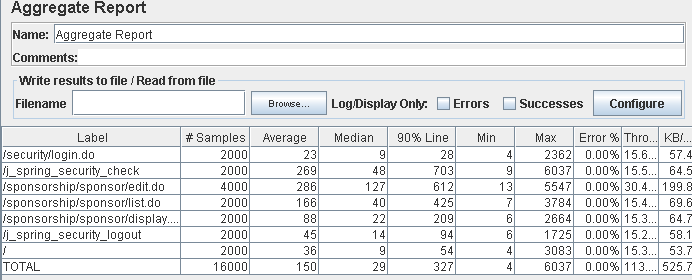 Aggregate Report
Name: Aggregate Report
Comments:
Write results to file / Read from file
Filename Browse... Log/Display Only: Errors Successes Configure
Label # Samples Average Median 90% Line Min Max Error % Thro... KB/...
/security/login.do 2000 23 9 28 4 2362 0.00% 15.6... 57.4
/j_spring_security_check 2000 269 48 703 9 6037 0.00% 15.5... 64.5
/sponsorship/sponsor/edit.do 4000 286 127 612 13 5547 0.00% 30.4... 199.8
/sponsorship/sponsor/list.do 2000 166 40 425 7 3784 0.00% 15.4... 69.6
/sponsorship/sponsor/display.... 2000 88 22 209 6 2664 0.00% 15.3... 64.7
/j_spring_security_logout 2000 45 14 94 6 1725 0.00% 15.2... 58.1
/ 2000 36 9 54 4 3083 0.00% 15.3... 53.7
TOTAL 16000 150 29 327 4 6037 0.00% 113.... 525.7